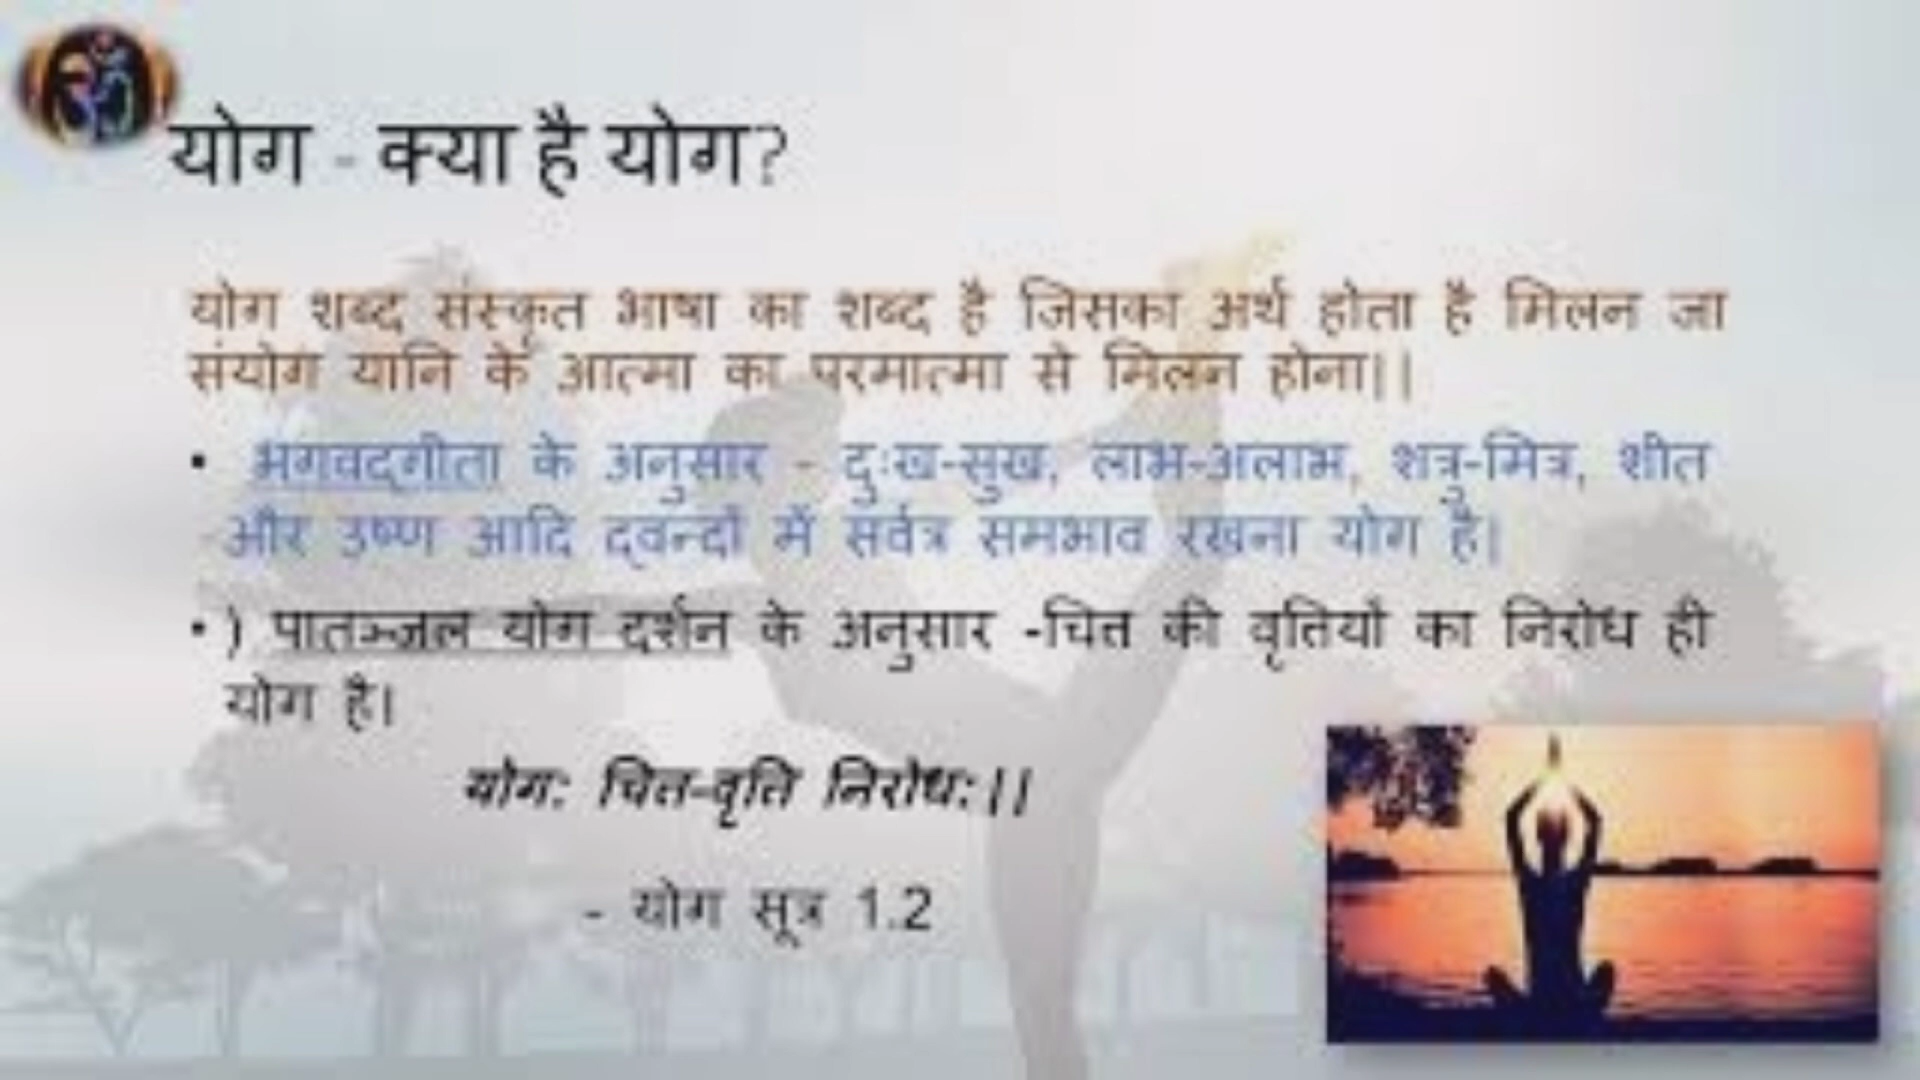 योग - क्या है योग?
योग शब्द संस्कृत भाषा का शब्द है जिसका अर्थ होता है मिलन जा
संयोग यानि के आत्मा का परमात्मा से मिलन होना||
• भगवद्गीता के अनुसार - दुःख-सुख, लाभ-अलाभ, शत्रु-मित्र, शीत
और उष्ण आदि द्वन्दों में सर्वत्र समभाव रखना योग है।
• ) पातञ्जल योग दर्शन के अनुसार -चित्त की वृतियों का निरोध ही
योग है।
योग: चित्त-वृति निरोध:||
- योग सूत्र 1.2